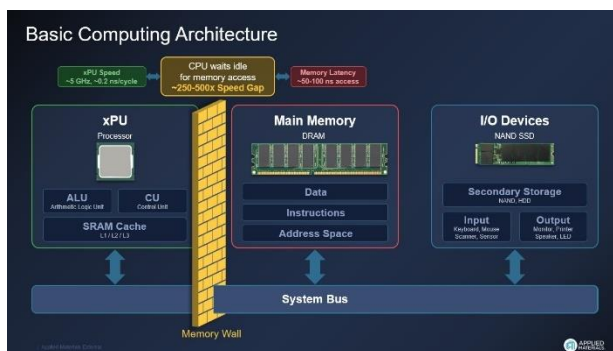 Basic Computing Architecture
xPU Speed
~5 GHz, ~0.2 ns/cycle
CPU waits idle
for memory access
~250-500x Speed Gap
Memory Latency
~50-100 ns access
xPU
Processor
ALU
Arithmetic Logic Unit
CU
Control Unit
SRAM Cache
L1 / L2 / L3
Main Memory
DRAM
Data
Instructions
Address Space
I/O Devices
NAND SSD
Secondary Storage
NAND, HDD
Input
Keyboard, Mouse
Scanner, Sensor
Output
Monitor, Printer
Speaker, LED
System Bus
Memory Wall
Applied Materials
APPLIED
MATERIALS